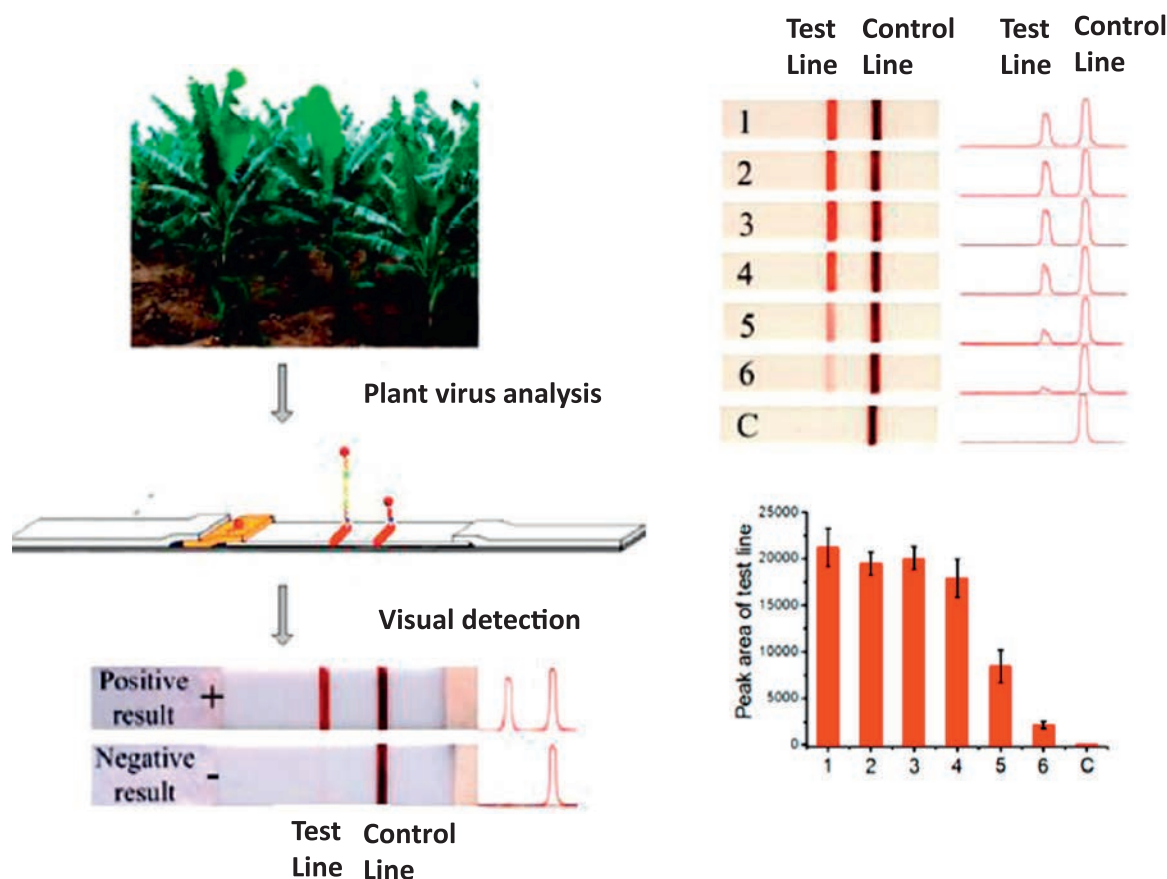 Plant virus analysis
Visual detection
Positive
result +
Negative
result -
Test Control
Line Line
Test Control Test Control
Line Line Line Line
1
2
3
4
5
6
C
Peak area of test line
25000
20000
15000
10000
5000
0
1 2 3 4 5 6 C